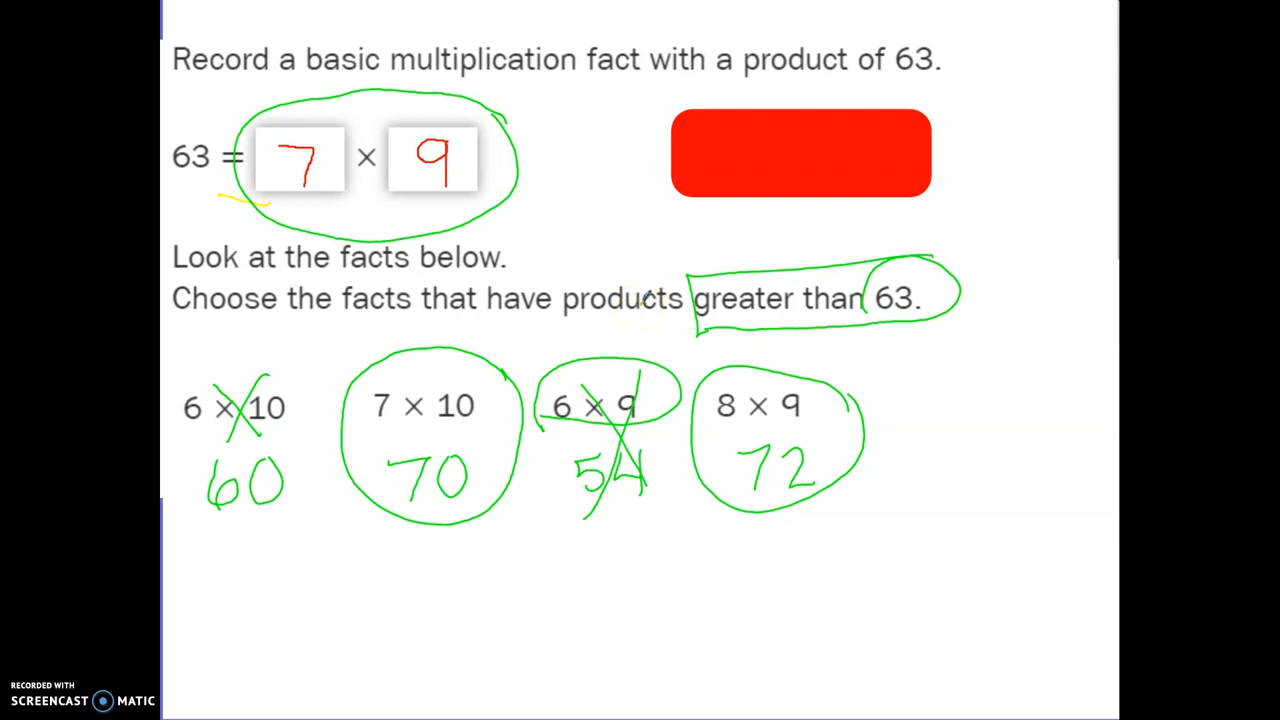 Record a basic multiplication fact with a product of 63.
63 = 7 × 9
Look at the facts below.
Choose the facts that have products greater than 63.
6 × 10 7 × 10 6 × 9 8 × 9
60 70 54 72
RECORDED WITH
SCREENCAST MATIC